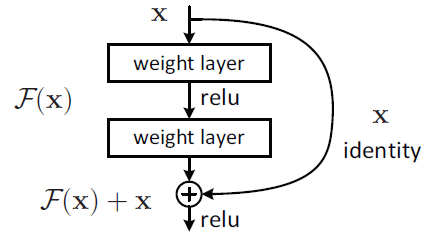 x
weight layer
relu
F(x)
weight layer
x
identity
F(x) + x
relu